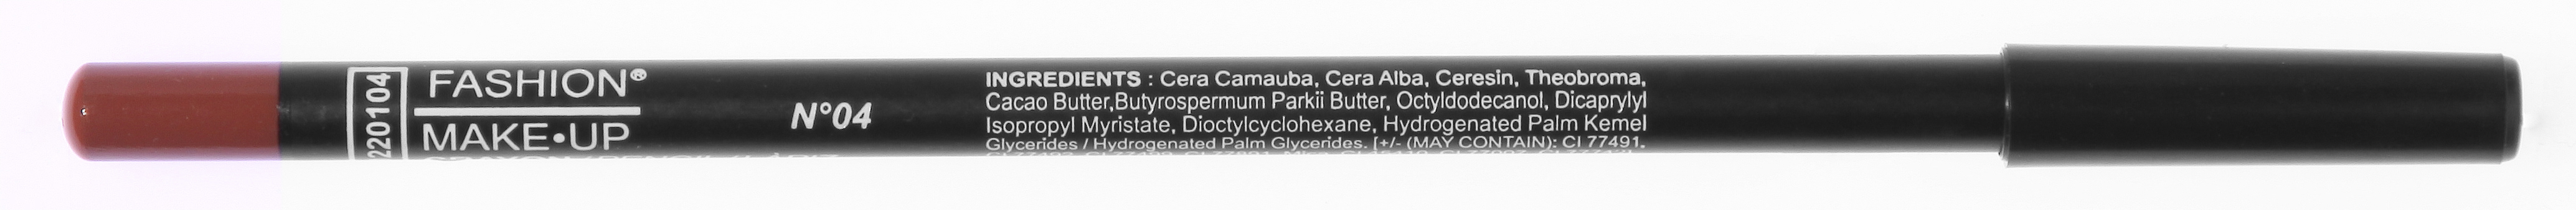 220104
FASHION®
MAKE•UP
N°04
INGREDIENTS : Cera Camauba, Cera Alba, Ceresin, Theobroma,
Cacao Butter,Butyrospermum Parkii Butter, Octyldodecanol, Dicaprylyl
Isopropyl Myristate, Dioctylcyclohexane, Hydrogenated Palm Kemel
Glycerides / Hydrogenated Palm Glycerides. [+/- (MAY CONTAIN): CI 77491.